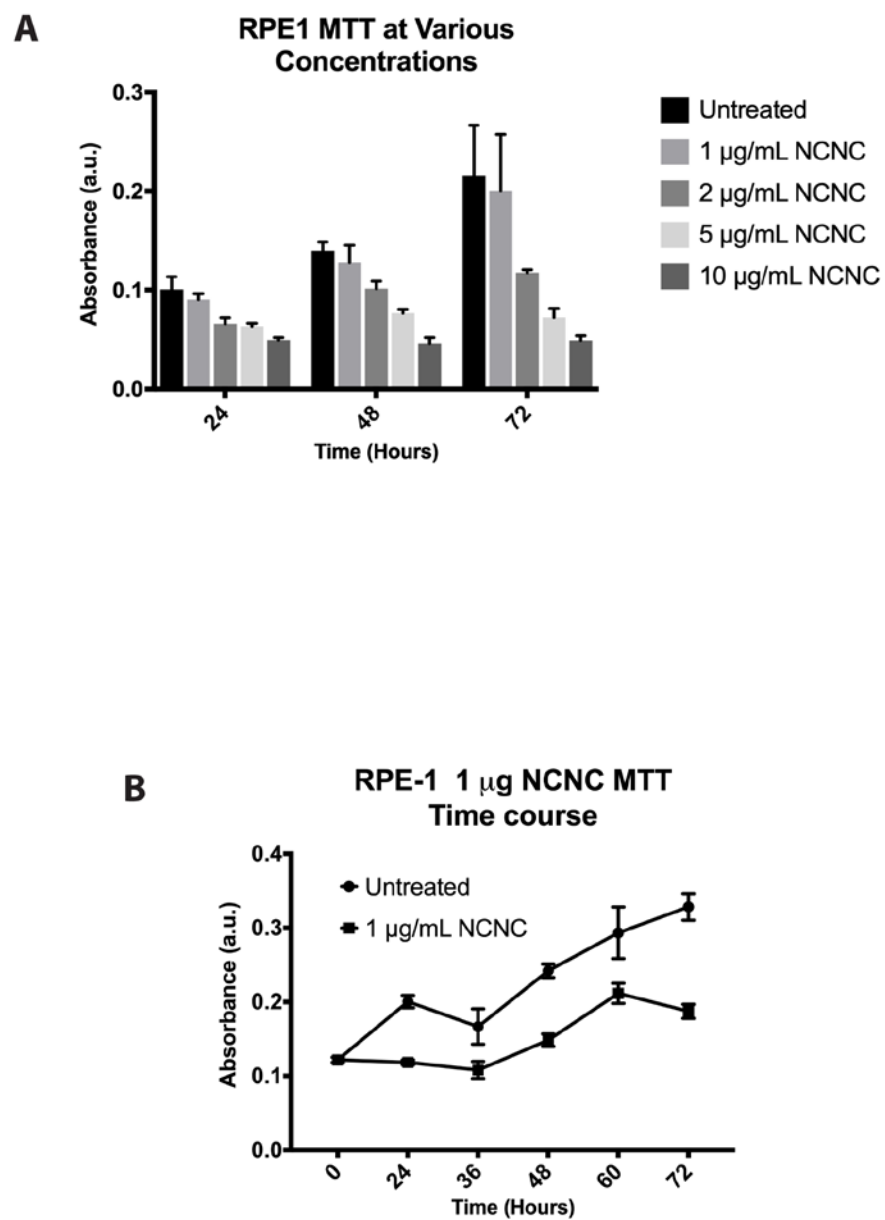 A
RPE1 MTT at Various
Concentrations
Absorbance (a.u.)
0.3
0.2
0.1
0.0
24
48
72
Time (Hours)
Untreated
1 µg/mL NCNC
2 µg/mL NCNC
5 µg/mL NCNC
10 µg/mL NCNC
B
RPE-1 1 µg NCNC MTT
Time course
Absorbance (a.u.)
0.4
0.3
0.2
0.1
0.0
Untreated
1 µg/mL NCNC
0
24
36
48
60
72
Time (Hours)